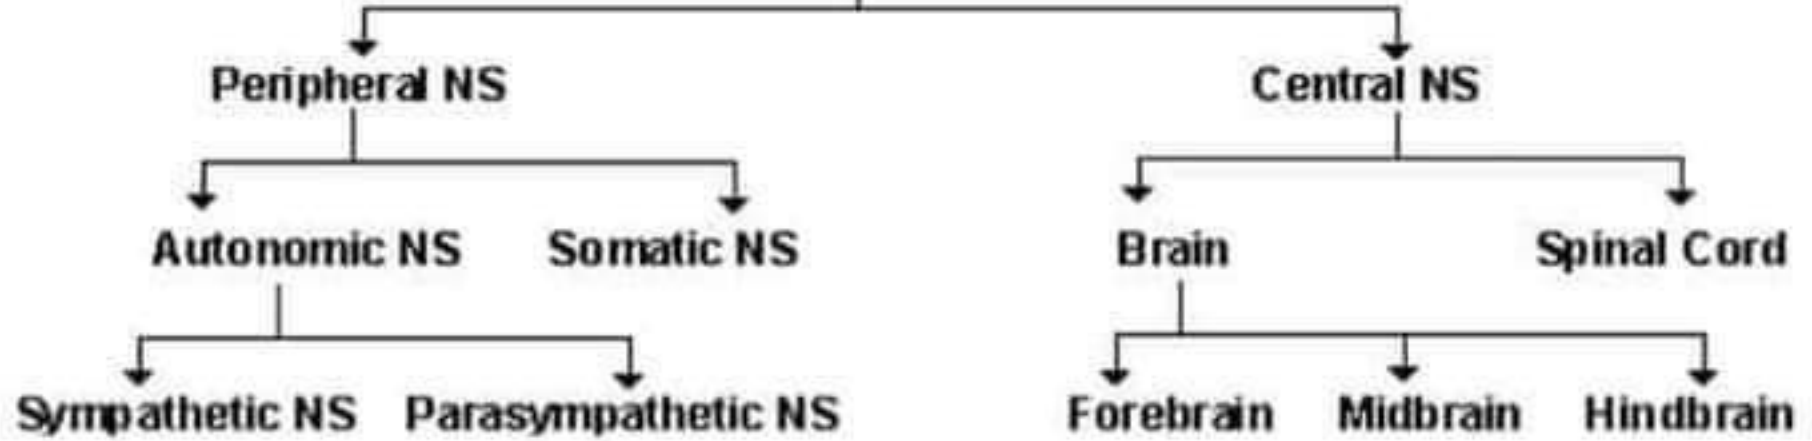 Peripheral NS
Central NS
Autonomic NS
Somatic NS
Brain
Spinal Cord
Sympathetic NS
Parasympathetic NS
Forebrain
Midbrain
Hindbrain